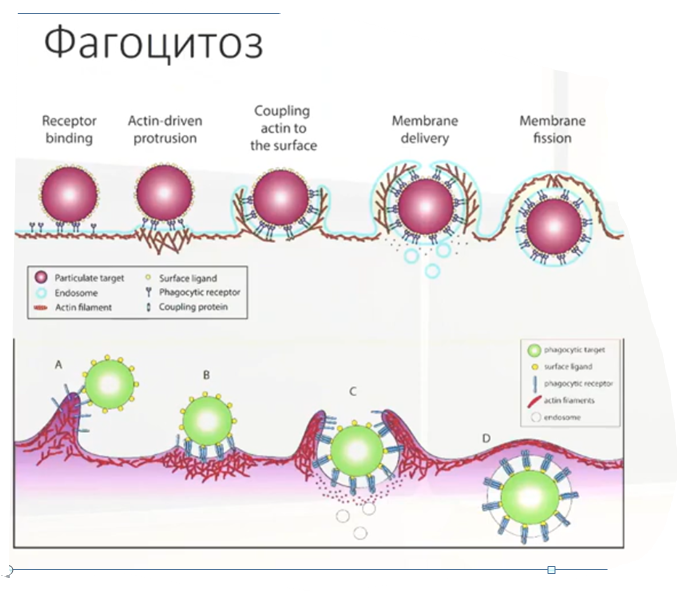 Фагоцитоз
Receptor
binding
Actin-driven
protrusion
Coupling
actin to
the surface
Membrane
delivery
Membrane
fission
Particulate target
Surface ligand
Endosome
Phagocytic receptor
Actin filament
Coupling protein
A
B
C
D
phagocytic target
surface ligand
phagocytic receptor
actin filaments
endosome